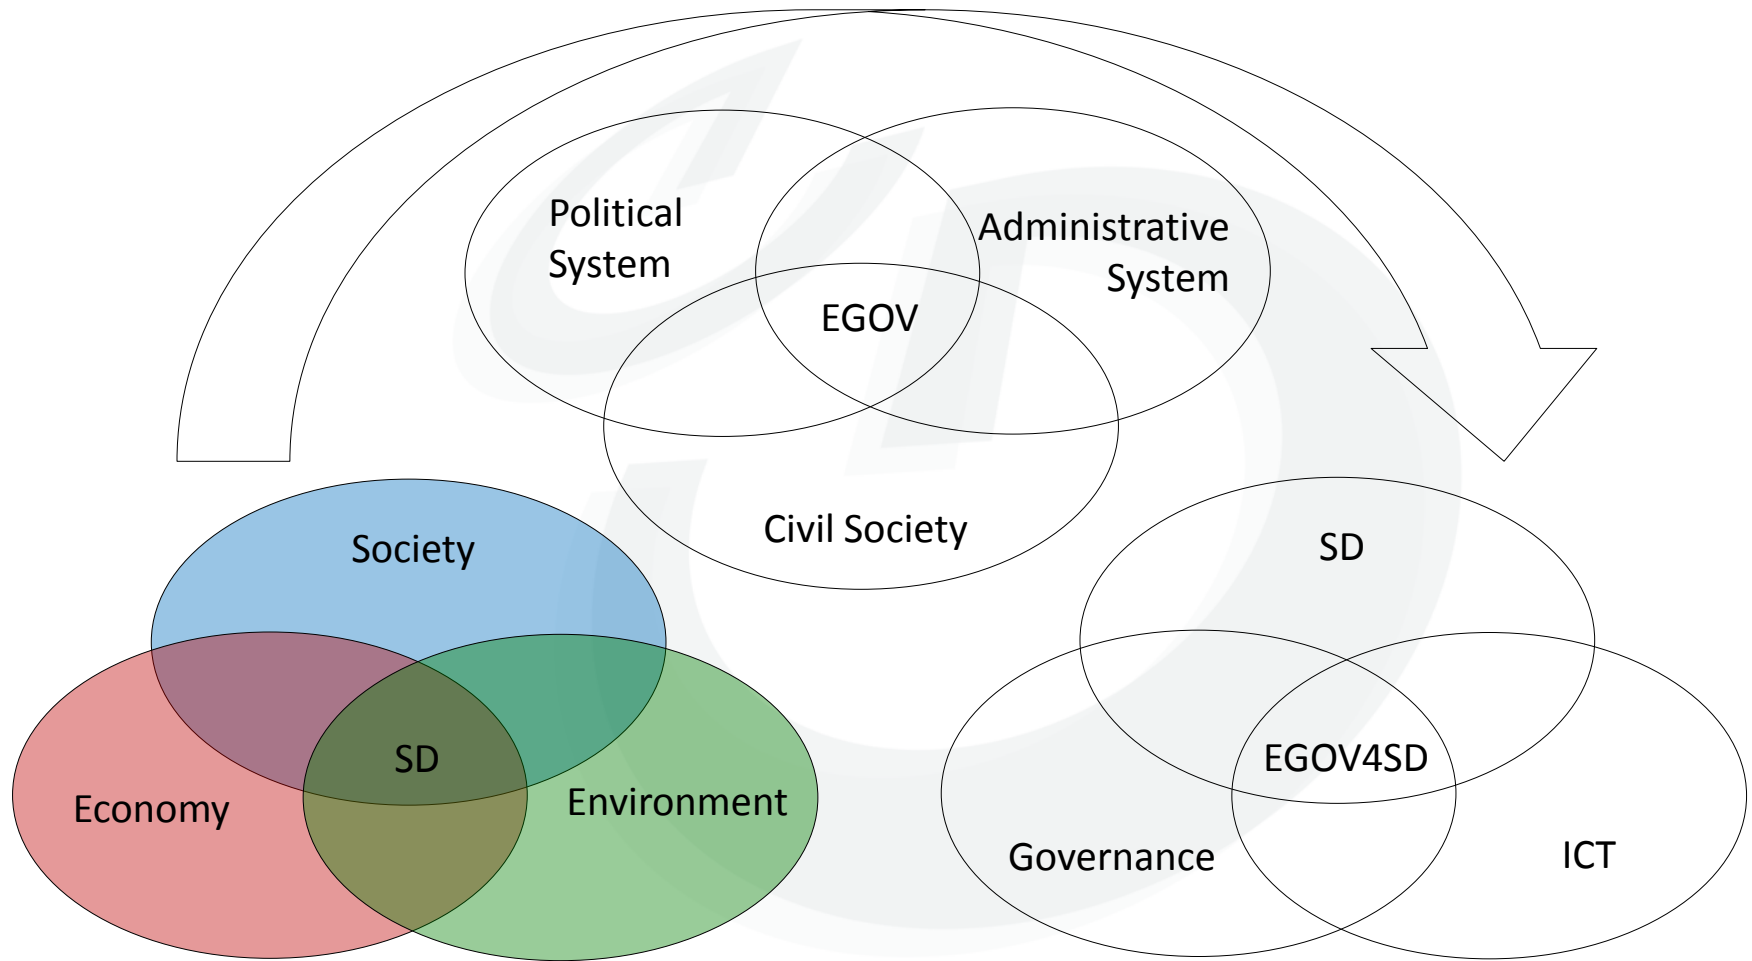 Political
System
Administrative
System
EGOV
Civil Society
Society
SD
Economy
Environment
SD
EGOV4SD
Governance
ICT